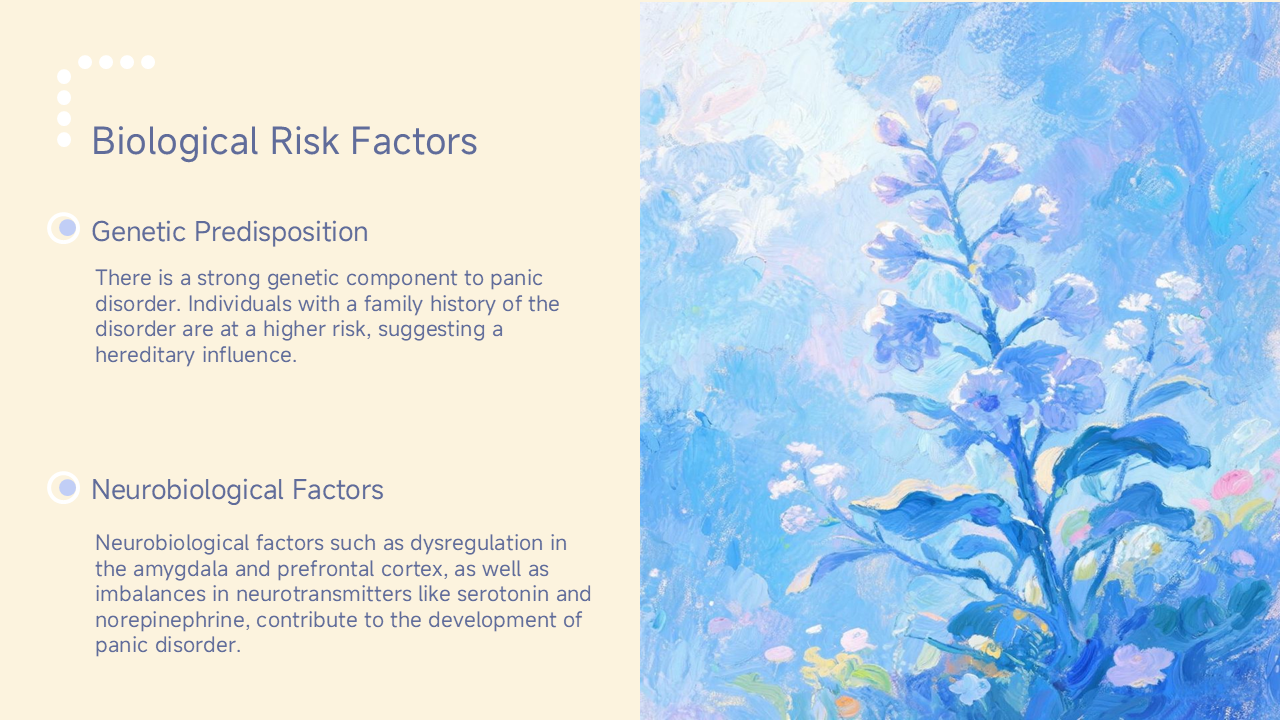 Biological Risk Factors
Genetic Predisposition
There is a strong genetic component to panic
disorder. Individuals with a family history of the
disorder are at a higher risk, suggesting a
hereditary influence.
Neurobiological Factors
Neurobiological factors such as dysregulation in
the amygdala and prefrontal cortex, as well as
imbalances in neurotransmitters like serotonin and
norepinephrine, contribute to the development of
panic disorder.